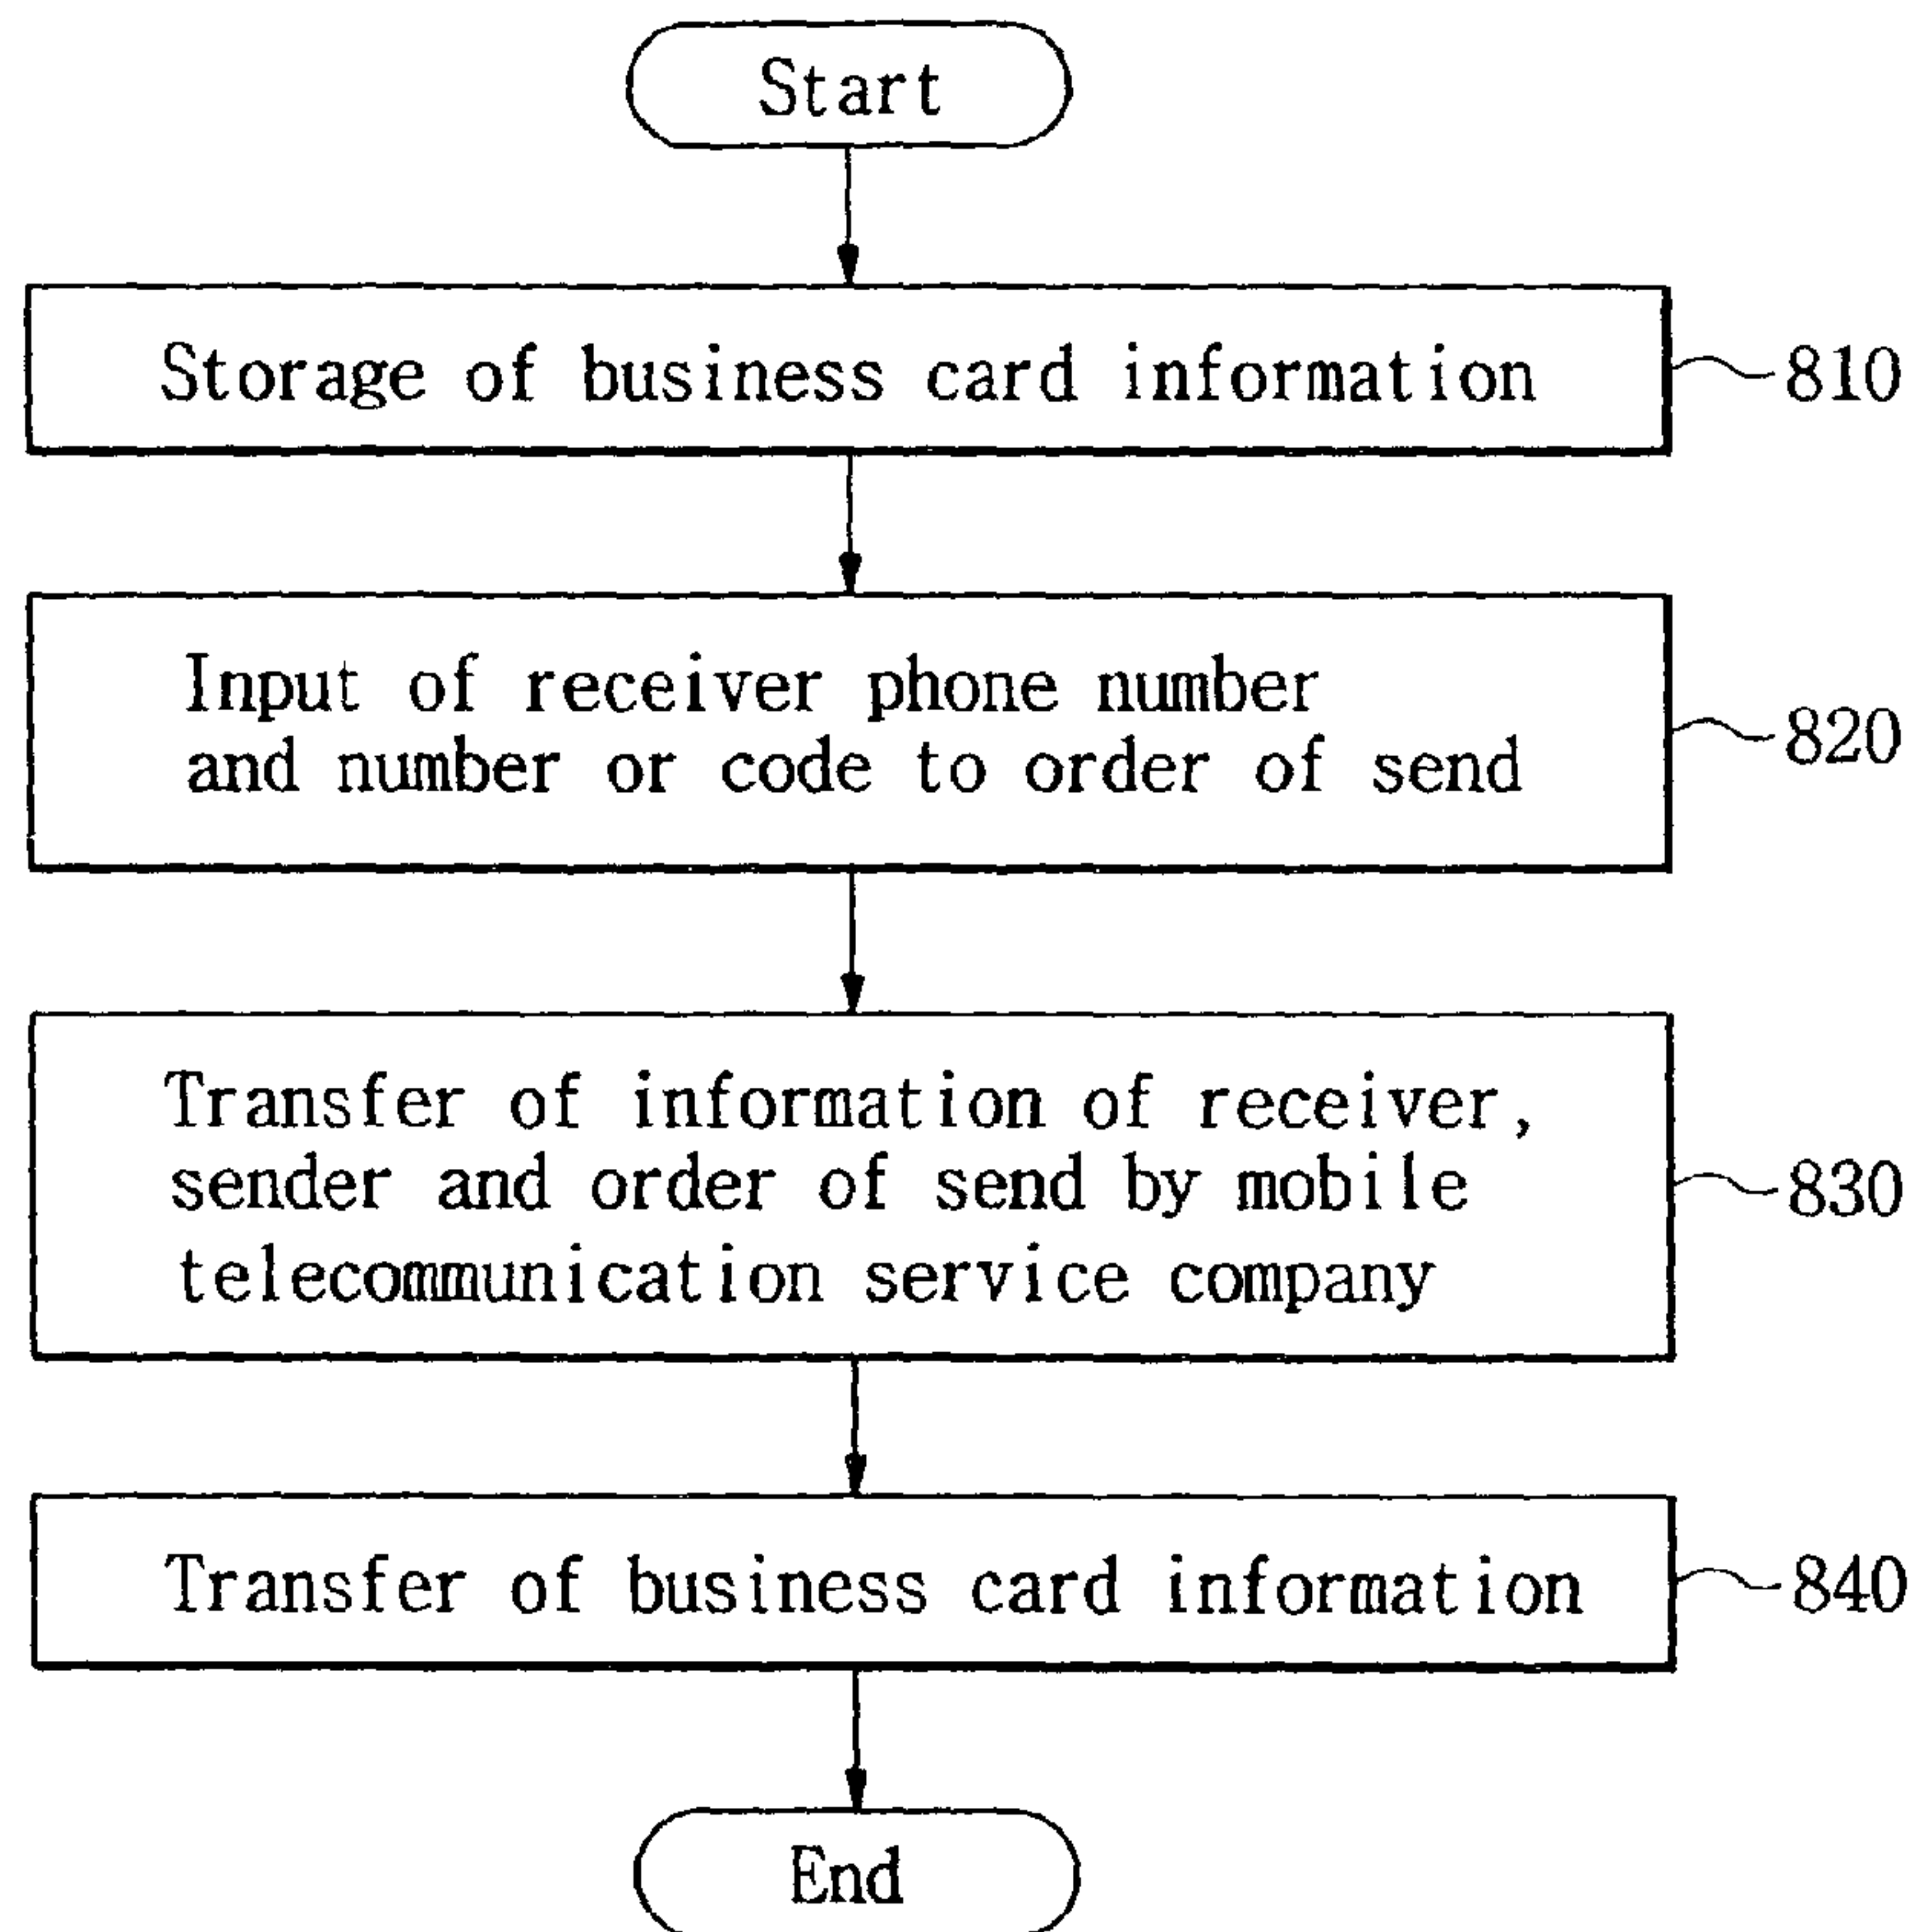 Start
Storage of business card information
810
Input of receiver phone number
and number or code to order of send
820
Transfer of information of receiver,
sender and order of send by mobile
telecommunication service company
830
Transfer of business card information
840
End